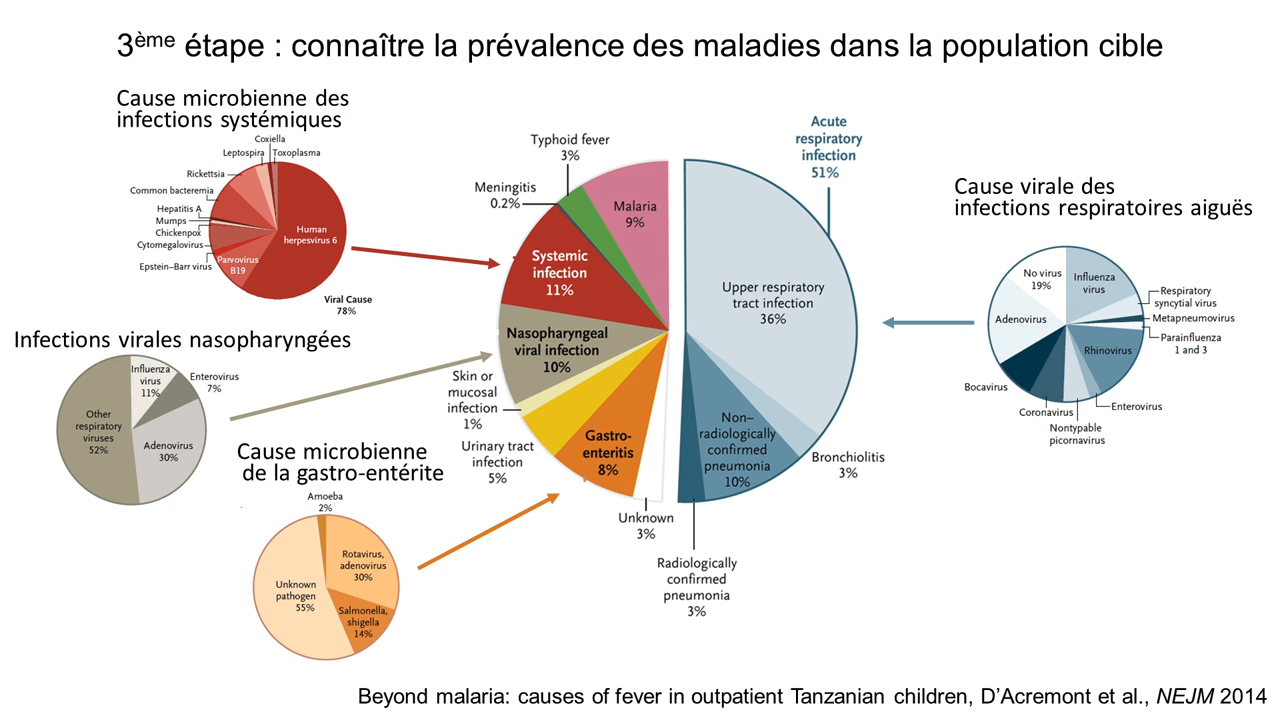 3ème étape : connaître la prévalence des maladies dans la population cible
Cause microbienne des
infections systémiques
Coxiella
Leptospira
Toxoplasma
Rickettsia
Common bacteremia
Hepatitis A
Mumps
Chickenpox
Cytomegalovirus
Epstein–Barr virus
Parvovirus
B19
Human
herpesvirus 6
Viral Cause
78%
Infections virales nasopharyngées
Influenza
virus
11%
Enterovirus
7%
Other
respiratory
viruses
52%
Adenovirus
30%
Cause microbienne
de la gastro-entérite
Amoeba
2%
Rotavirus,
adenovirus
30%
Unknown
pathogen
55%
Salmonella,
shigella
14%
Typhoid fever
3%
Meningitis
0.2%
Malaria
9%
Systemic
infection
11%
Nasopharyngeal
viral infection
10%
Skin or
mucosal
infection
1%
Urinary tract
infection
5%
Gastro-
enteritis
8%
Unknown
3%
Acute
respiratory
infection
51%
Upper respiratory
tract infection
36%
Non–
radiologically
confirmed
pneumonia
10%
Bronchiolitis
3%
Radiologically
confirmed
pneumonia
3%
Cause virale des
infections respiratoires aiguës
No virus
19%
Influenza
virus
Respiratory
syncytial virus
Metapneumovirus
Parainfluenza
1 and 3
Adenovirus
Rhinovirus
Bocavirus
Coronavirus
Enterovirus
Nontypable
picornavirus
Beyond malaria: causes of fever in outpatient Tanzanian children, D’Acremont et al., NEJM 2014